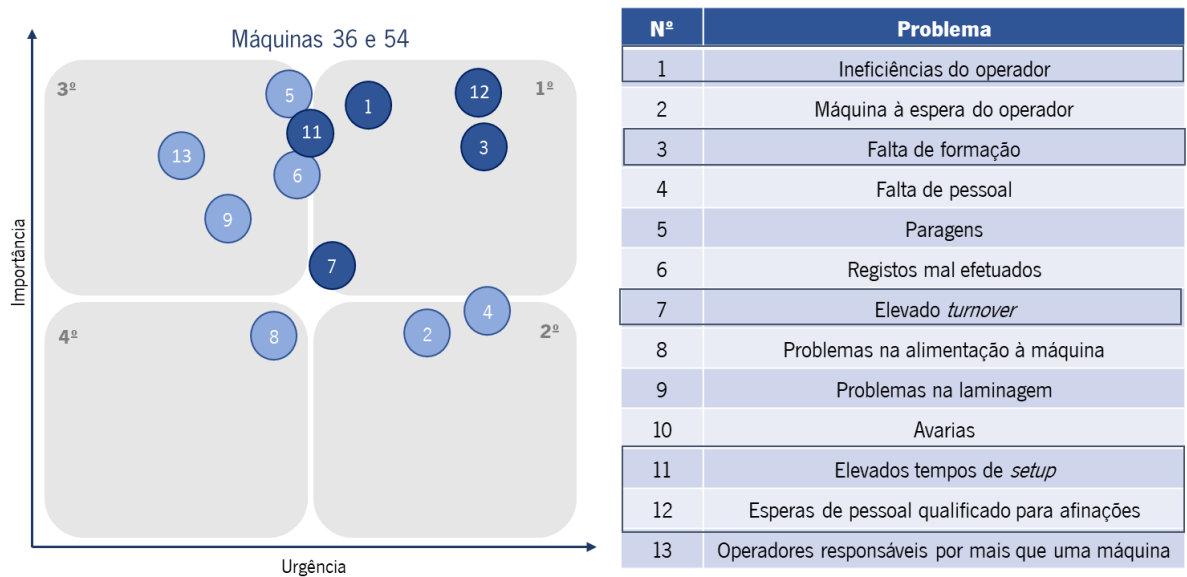 Máquinas 36 e 54
3º
1º
5
1
12
11
3
13
6
9
7
4º
2º
4
2
8
Importância
Urgência
Nº Problema
1 Ineficiências do operador
2 Máquina à espera do operador
3 Falta de formação
4 Falta de pessoal
5 Paragens
6 Registos mal efetuados
7 Elevado turnover
8 Problemas na alimentação à máquina
9 Problemas na laminagem
10 Avarias
11 Elevados tempos de setup
12 Esperas de pessoal qualificado para afinações
13 Operadores responsáveis por mais que uma máquina